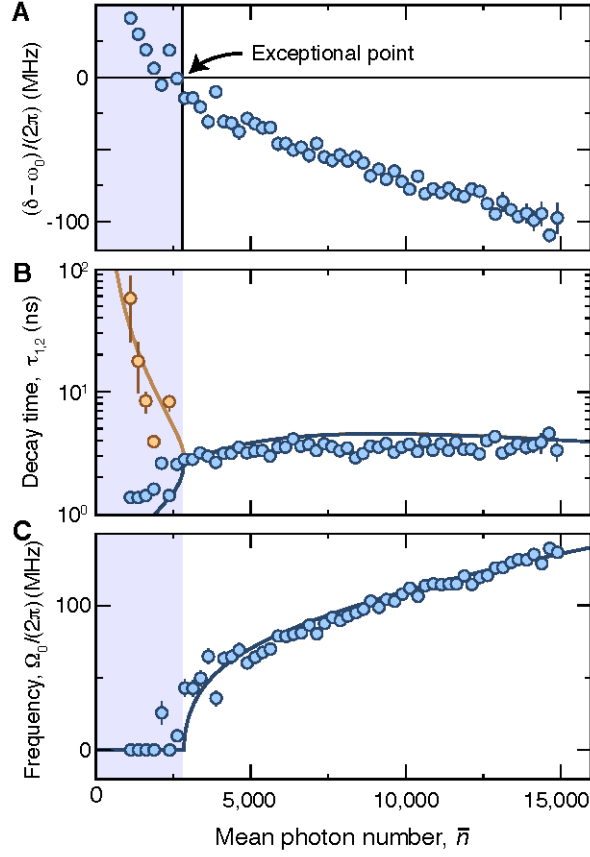 A
(δ−ω₀)/(2π) (MHz)
0
-100
Exceptional point
B
Decay time, τ₁,₂ (ns)
10²
10¹
10⁰
C
Frequency, Ω₀/(2π) (MHz)
100
0
0
5,000
10,000
15,000
Mean photon number, n̄